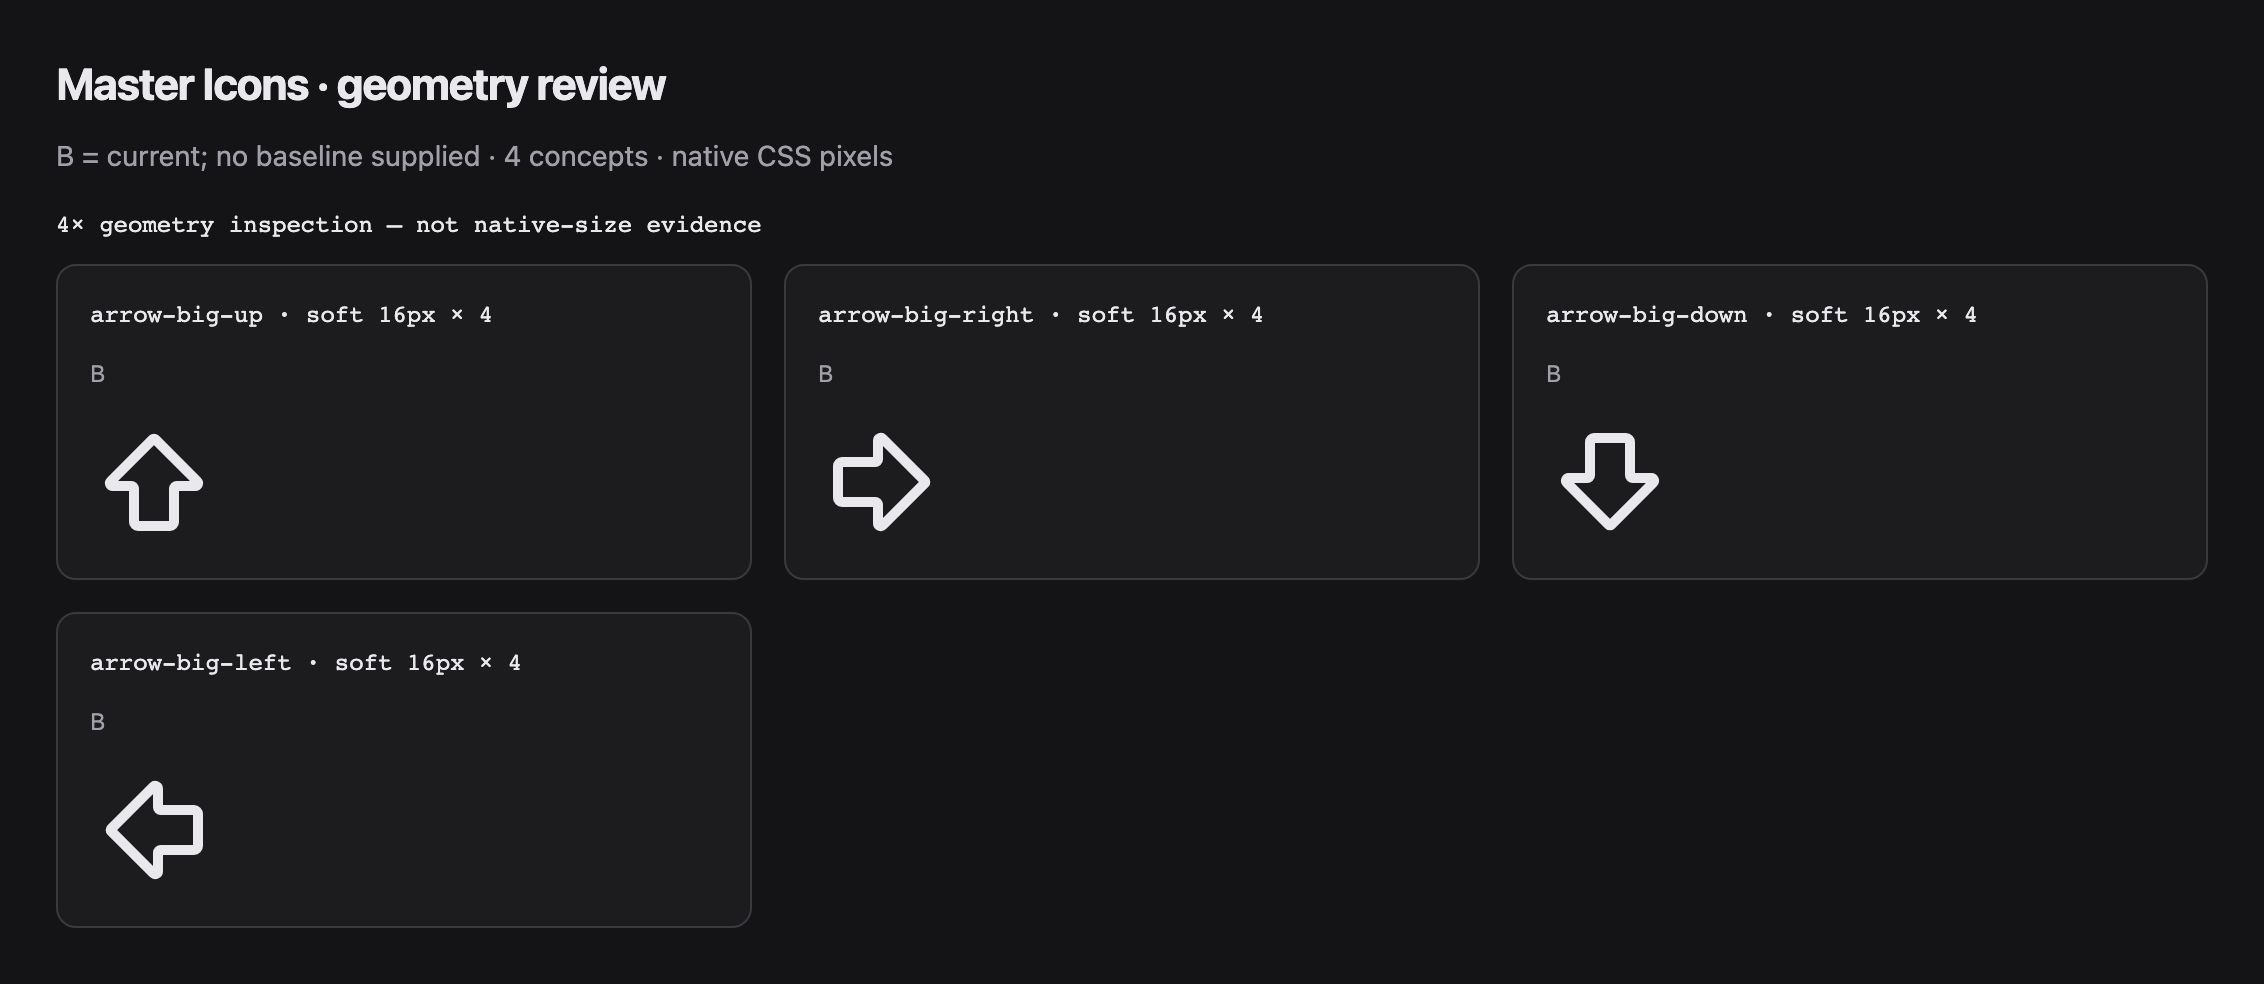 Master Icons · geometry review
B = current; no baseline supplied · 4 concepts · native CSS pixels
4× geometry inspection — not native-size evidence
arrow-big-up · soft 16px × 4
B
arrow-big-right · soft 16px × 4
B
arrow-big-down · soft 16px × 4
B
arrow-big-left · soft 16px × 4
B